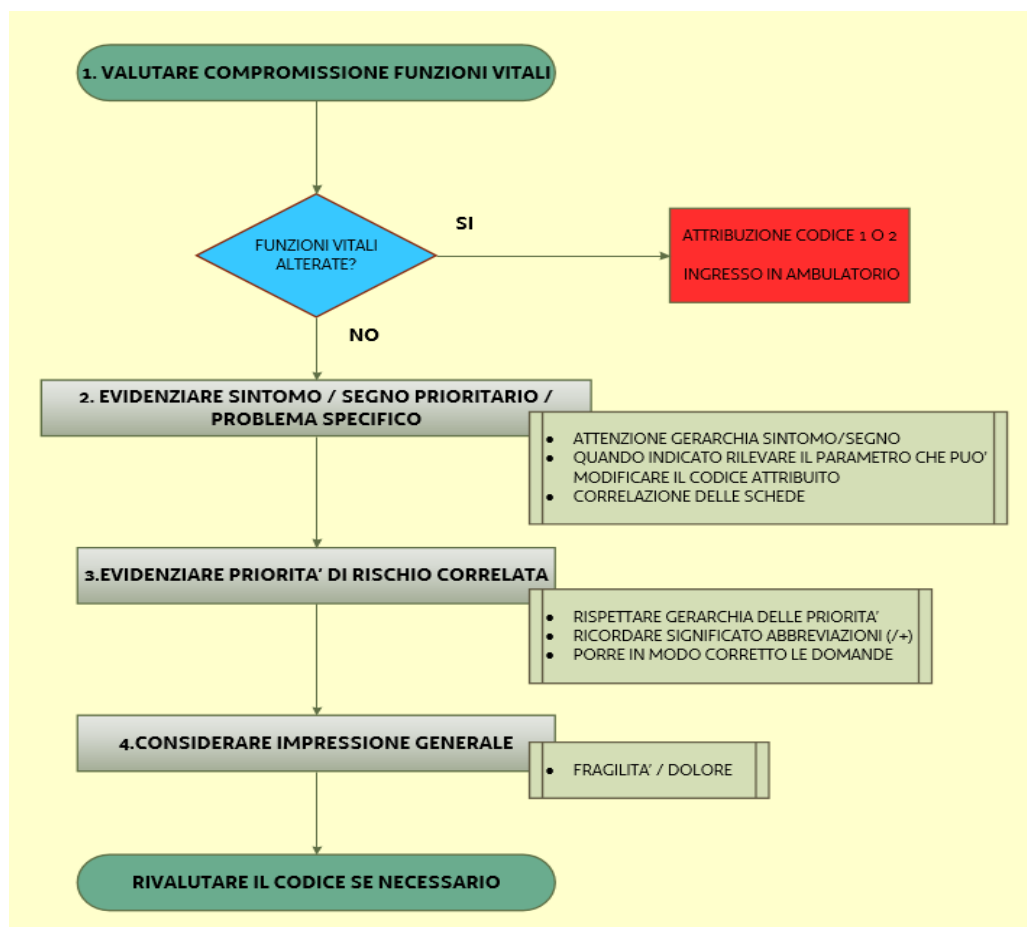 1. VALUTARE COMPROMISSIONE FUNZIONI VITALI
FUNZIONI VITALI
ALTERATE?
SI
ATTRIBUZIONE CODICE 1 O 2
INGRESSO IN AMBULATORIO
NO
2. EVIDENZIARE SINTOMO / SEGNO PRIORITARIO /
PROBLEMA SPECIFICO
● ATTENZIONE GERARCHIA SINTOMO/SEGNO
● QUANDO INDICATO RILEVARE IL PARAMETRO CHE PUO'
MODIFICARE IL CODICE ATTRIBUITO
● CORRELAZIONE DELLE SCHEDE
3.EVIDENZIARE PRIORITA' DI RISCHIO CORRELATA
● RISPETTARE GERARCHIA DELLE PRIORITA'
● RICORDARE SIGNIFICATO ABBREVIAZIONI (/+)
● PORRE IN MODO CORRETTO LE DOMANDE
4.CONSIDERARE IMPRESSIONE GENERALE
● FRAGILITA' / DOLORE
RIVALUTARE IL CODICE SE NECESSARIO